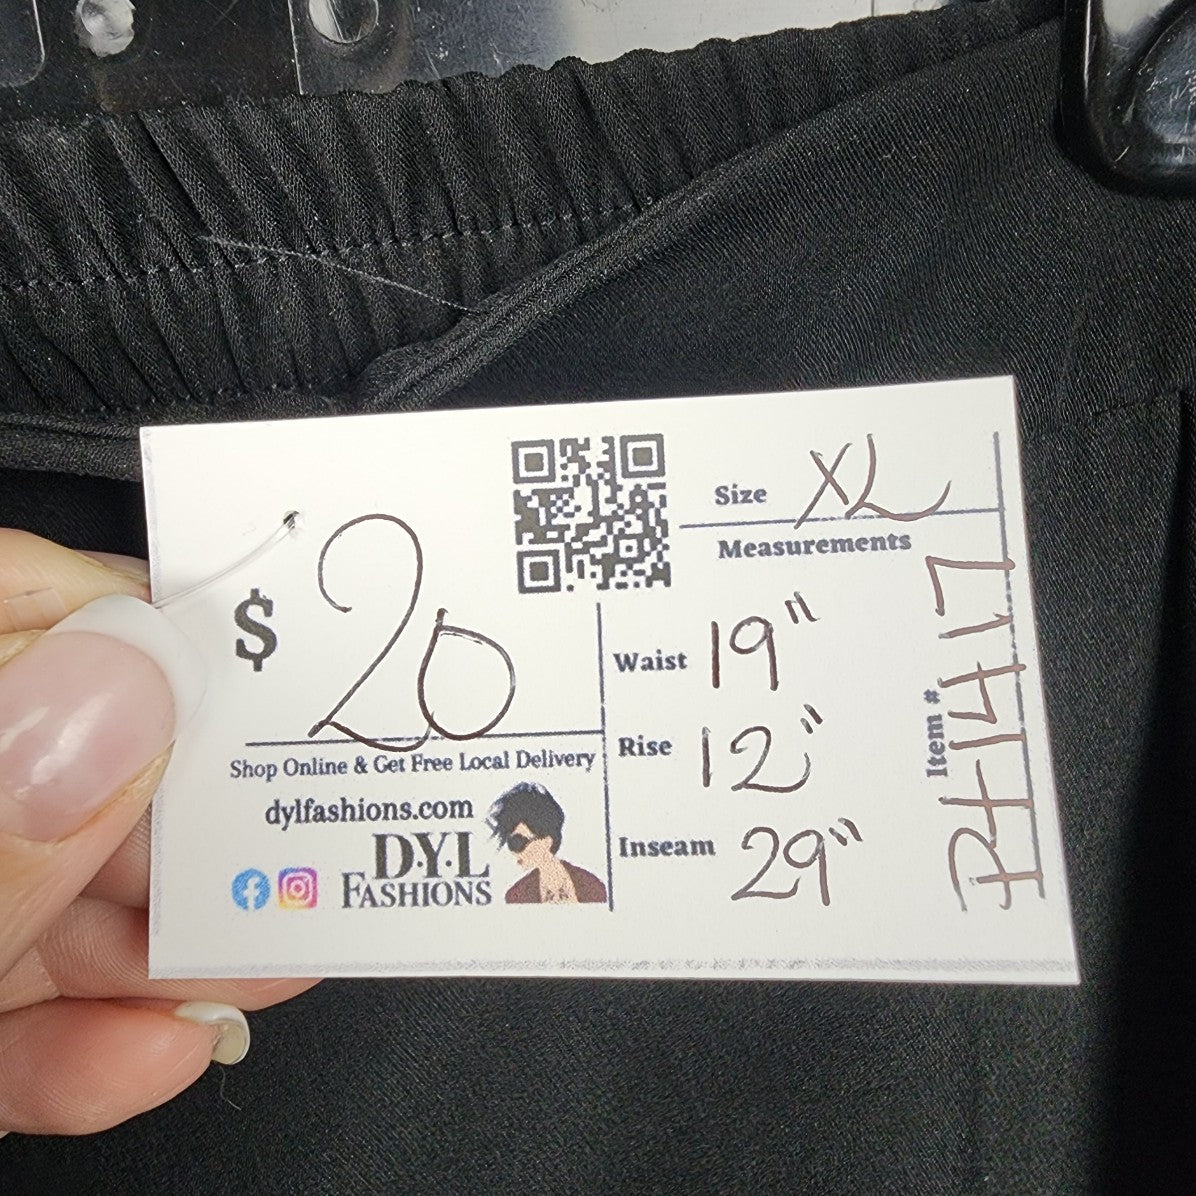 $ 20
Shop Online & Get Free Local Delivery
dylfashions.com
D·Y·L
FASHIONS
Size XL
Measurements
Waist 19"
Rise 12"
Inseam 29"
Item # P+1417